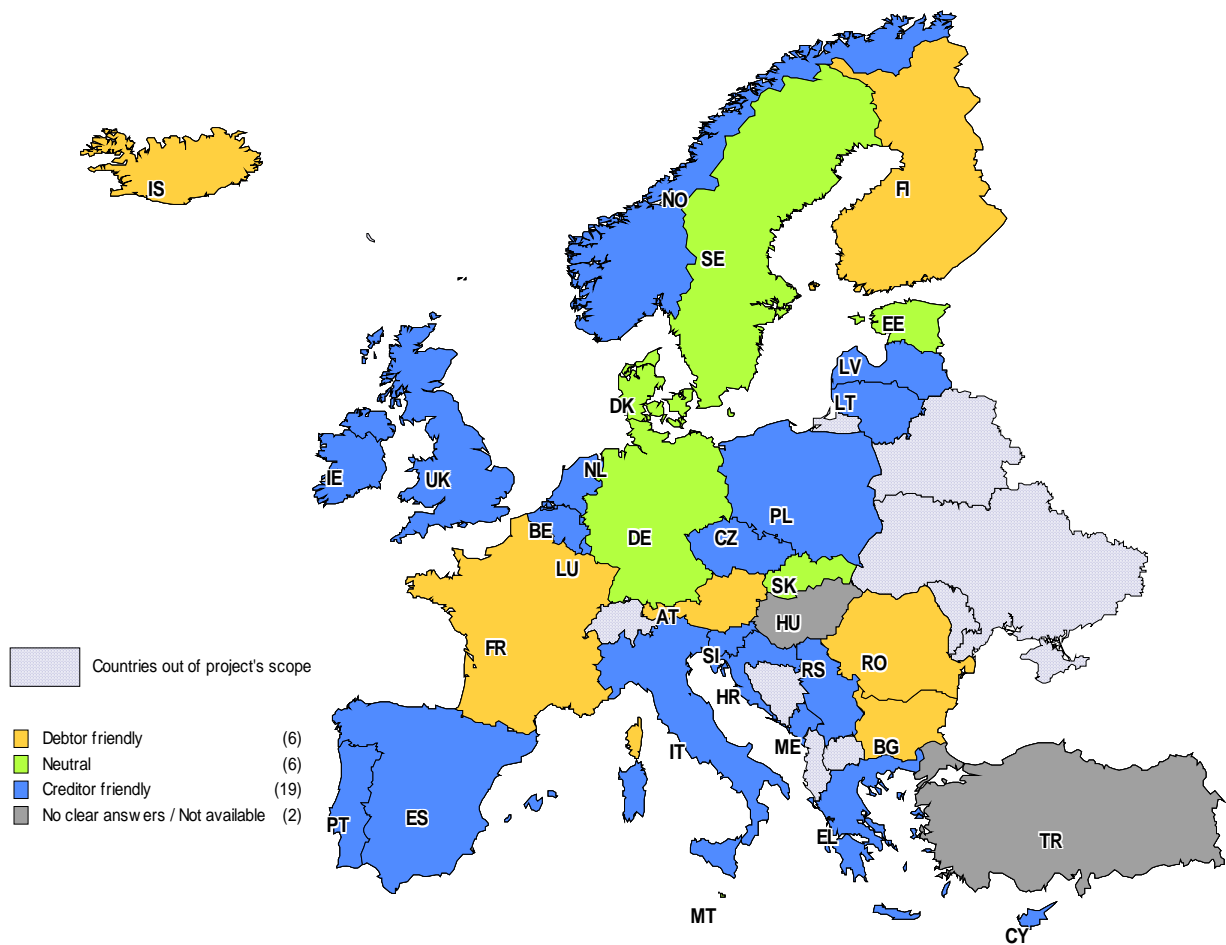 IS
NO
FI
SE
EE
LV
LT
DK
IE
UK
NL
PL
BE
DE
CZ
LU
SK
AT
HU
FR
SI
RS
RO
HR
IT
ME
BG
PT
ES
EL
TR
MT
CY
Countries out of project's scope
Debtor friendly (6)
Neutral (6)
Creditor friendly (19)
No clear answers / Not available (2)